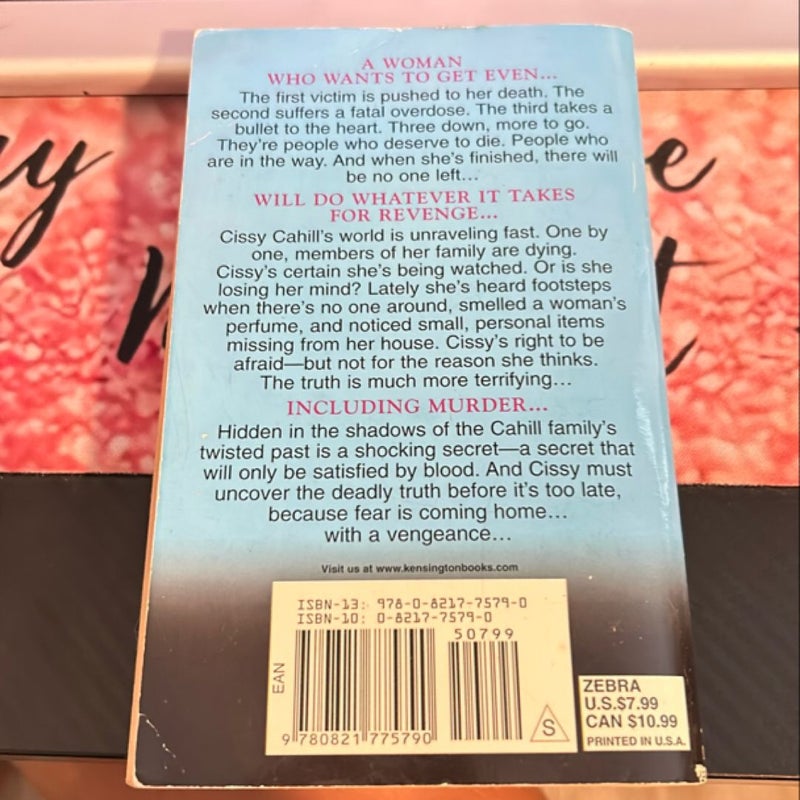 A WOMAN
WHO WANTS TO GET EVEN...
The first victim is pushed to her death. The
second suffers a fatal overdose. The third takes a
bullet to the heart. Three down, more to go.
They're people who deserve to die. People who
are in the way. And when she's finished, there will
be no one left...
WILL DO WHATEVER IT TAKES
FOR REVENGE...
Cissy Cahill's world is unraveling fast. One by
one, members of her family are dying.
Cissy's certain she's being watched. Or is she
losing her mind? Lately she's heard footsteps
when there's no one around, smelled a woman's
perfume, and noticed small, personal items
missing from her house. Cissy's right to be
afraid—but not for the reason she thinks.
The truth is much more terrifying...
INCLUDING MURDER...
Hidden in the shadows of the Cahill family's
twisted past is a shocking secret—a secret that
will only be satisfied by blood. And Cissy must
uncover the deadly truth before it's too late,
because fear is coming home...
with a vengeance...
Visit us at www.kensingtonbooks.com
ISBN-13: 978-0-8217-7579-0
ISBN-10: 0-8217-7579-0
50799
EAN
9 780821 775790
S
ZEBRA
U.S.$7.99
CAN $10.99
PRINTED IN U.S.A.